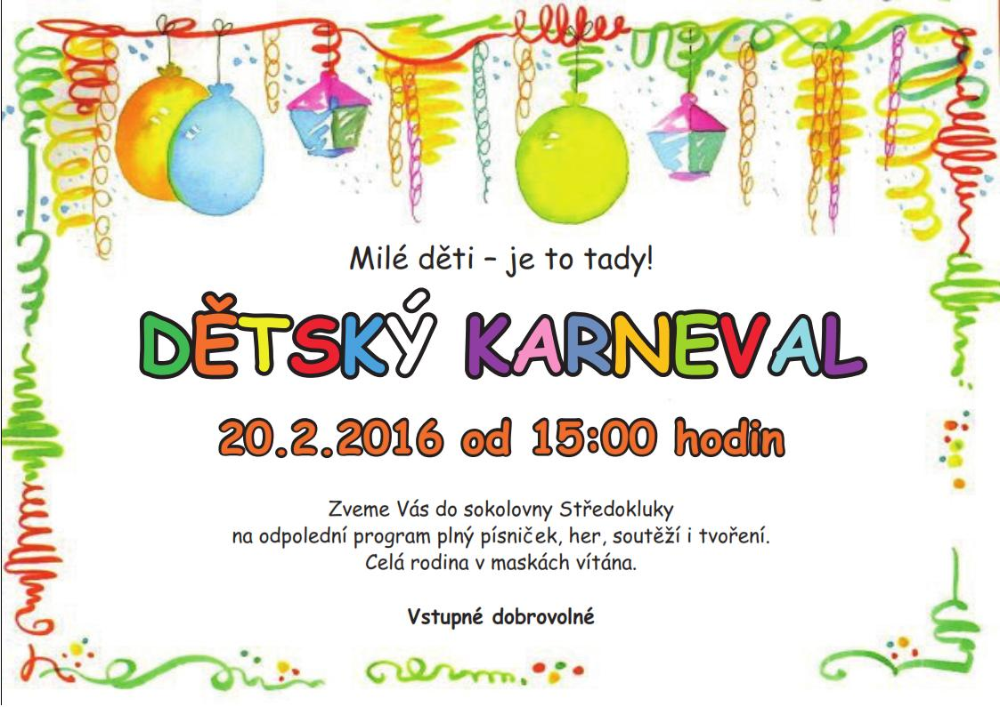 Milé děti – je to tady!
DĚTSKÝ KARNEVAL
20.2.2016 od 15:00 hodin
Zveme Vás do sokolovny Středokluky
na odpolední program plný písniček, her, soutěží i tvoření.
Celá rodina v maskách vítána.
Vstupné dobrovolné